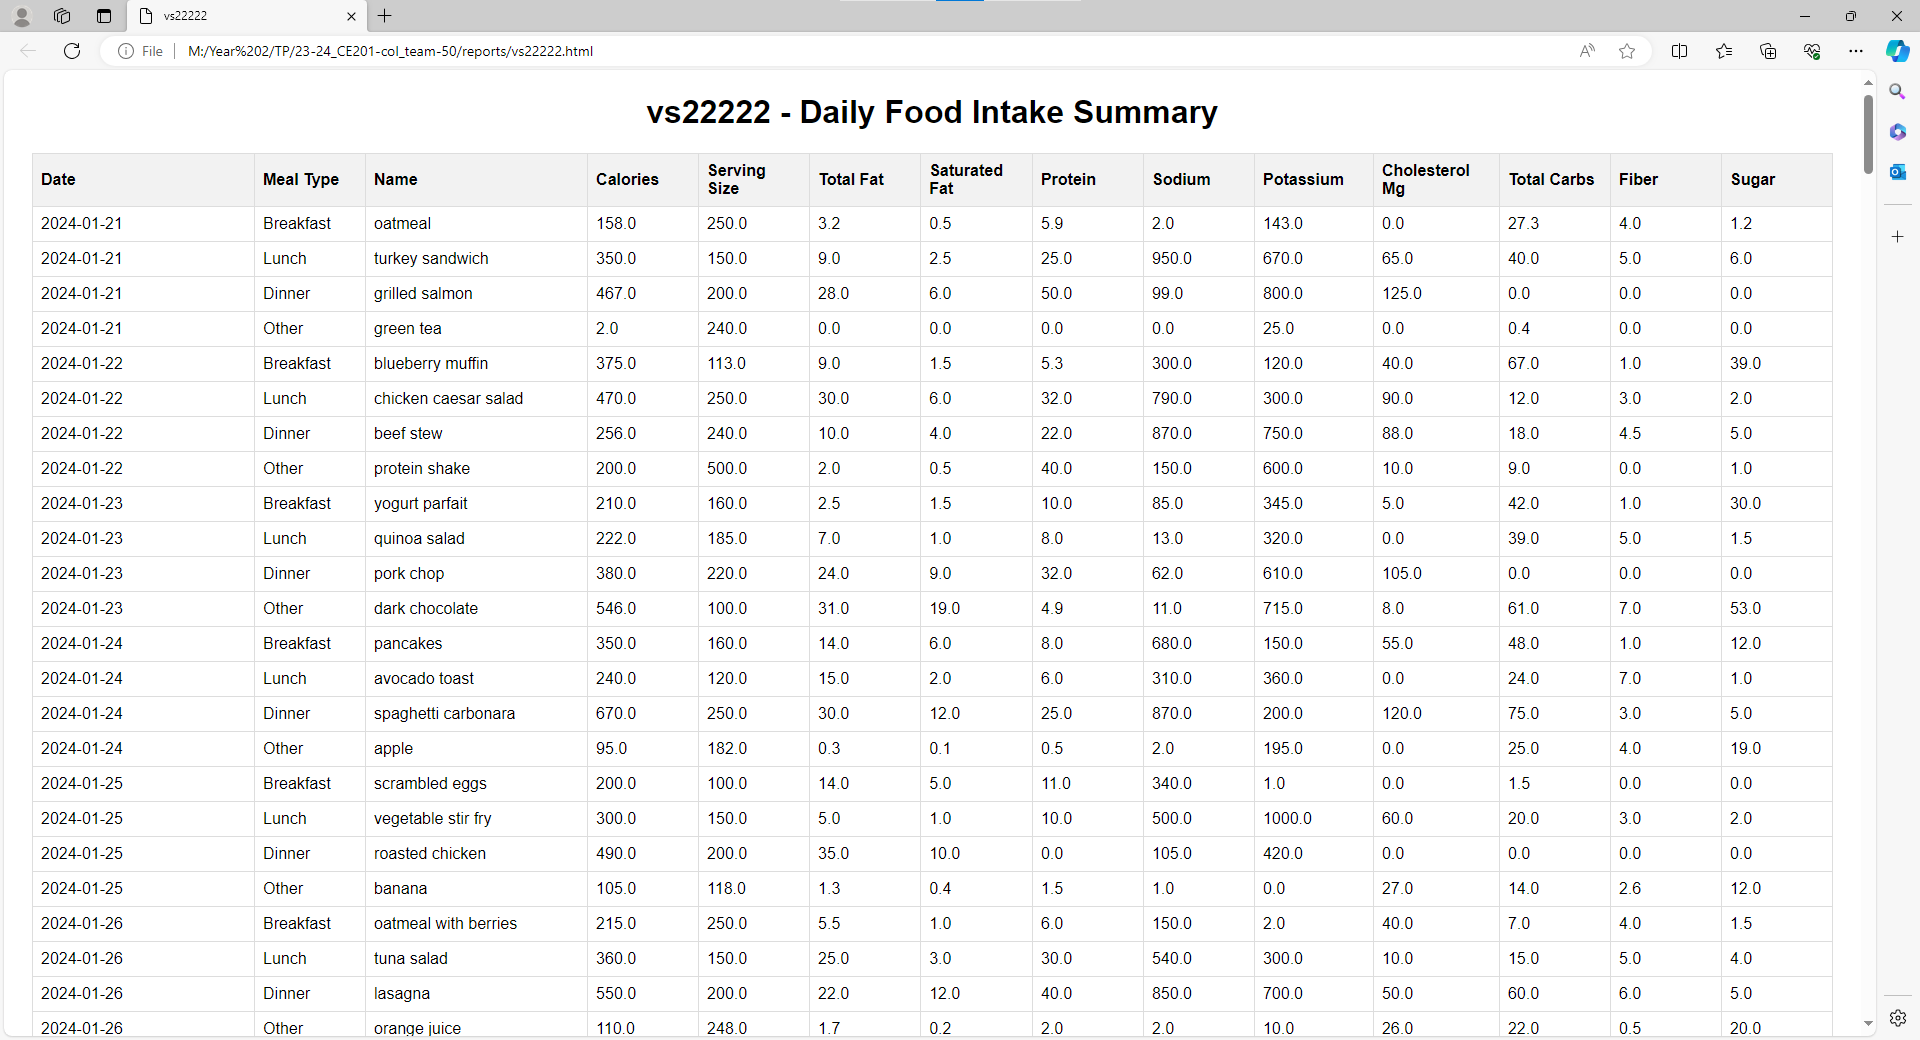 vs22222
File
M:/Year%202/TP/23-24_CE201-col_team-50/reports/vs22222.html
vs22222 - Daily Food Intake Summary
Date Meal Type Name Calories Serving Size Total Fat Saturated Fat Protein Sodium Potassium Cholesterol Mg Total Carbs Fiber Sugar
2024-01-21 Breakfast oatmeal 158.0 250.0 3.2 0.5 5.9 2.0 143.0 0.0 27.3 4.0 1.2
2024-01-21 Lunch turkey sandwich 350.0 150.0 9.0 2.5 25.0 950.0 670.0 65.0 40.0 5.0 6.0
2024-01-21 Dinner grilled salmon 467.0 200.0 28.0 6.0 50.0 99.0 800.0 125.0 0.0 0.0 0.0
2024-01-21 Other green tea 2.0 240.0 0.0 0.0 0.0 0.0 25.0 0.0 0.4 0.0 0.0
2024-01-22 Breakfast blueberry muffin 375.0 113.0 9.0 1.5 5.3 300.0 120.0 40.0 67.0 1.0 39.0
2024-01-22 Lunch chicken caesar salad 470.0 250.0 30.0 6.0 32.0 790.0 300.0 90.0 12.0 3.0 2.0
2024-01-22 Dinner beef stew 256.0 240.0 10.0 4.0 22.0 870.0 750.0 88.0 18.0 4.5 5.0
2024-01-22 Other protein shake 200.0 500.0 2.0 0.5 40.0 150.0 600.0 10.0 9.0 0.0 1.0
2024-01-23 Breakfast yogurt parfait 210.0 160.0 2.5 1.5 10.0 85.0 345.0 5.0 42.0 1.0 30.0
2024-01-23 Lunch quinoa salad 222.0 185.0 7.0 1.0 8.0 13.0 320.0 0.0 39.0 5.0 1.5
2024-01-23 Dinner pork chop 380.0 220.0 24.0 9.0 32.0 62.0 610.0 105.0 0.0 0.0 0.0
2024-01-23 Other dark chocolate 546.0 100.0 31.0 19.0 4.9 11.0 715.0 8.0 61.0 7.0 53.0
2024-01-24 Breakfast pancakes 350.0 160.0 14.0 6.0 8.0 680.0 150.0 55.0 48.0 1.0 12.0
2024-01-24 Lunch avocado toast 240.0 120.0 15.0 2.0 6.0 310.0 360.0 0.0 24.0 7.0 1.0
2024-01-24 Dinner spaghetti carbonara 670.0 250.0 30.0 12.0 25.0 870.0 200.0 120.0 75.0 3.0 5.0
2024-01-24 Other apple 95.0 182.0 0.3 0.1 0.5 2.0 195.0 0.0 25.0 4.0 19.0
2024-01-25 Breakfast scrambled eggs 200.0 100.0 14.0 5.0 11.0 340.0 1.0 0.0 1.5 0.0 0.0
2024-01-25 Lunch vegetable stir fry 300.0 150.0 5.0 1.0 10.0 500.0 1000.0 60.0 20.0 3.0 2.0
2024-01-25 Dinner roasted chicken 490.0 200.0 35.0 10.0 0.0 105.0 420.0 0.0 0.0 0.0 0.0
2024-01-25 Other banana 105.0 118.0 1.3 0.4 1.5 1.0 0.0 27.0 14.0 2.6 12.0
2024-01-26 Breakfast oatmeal with berries 215.0 250.0 5.5 1.0 6.0 150.0 2.0 40.0 7.0 4.0 1.5
2024-01-26 Lunch tuna salad 360.0 150.0 25.0 3.0 30.0 540.0 300.0 10.0 15.0 5.0 4.0
2024-01-26 Dinner lasagna 550.0 200.0 22.0 12.0 40.0 850.0 700.0 50.0 60.0 6.0 5.0
2024-01-26 Other orange juice 110.0 248.0 1.7 0.2 2.0 2.0 10.0 26.0 22.0 0.5 20.0